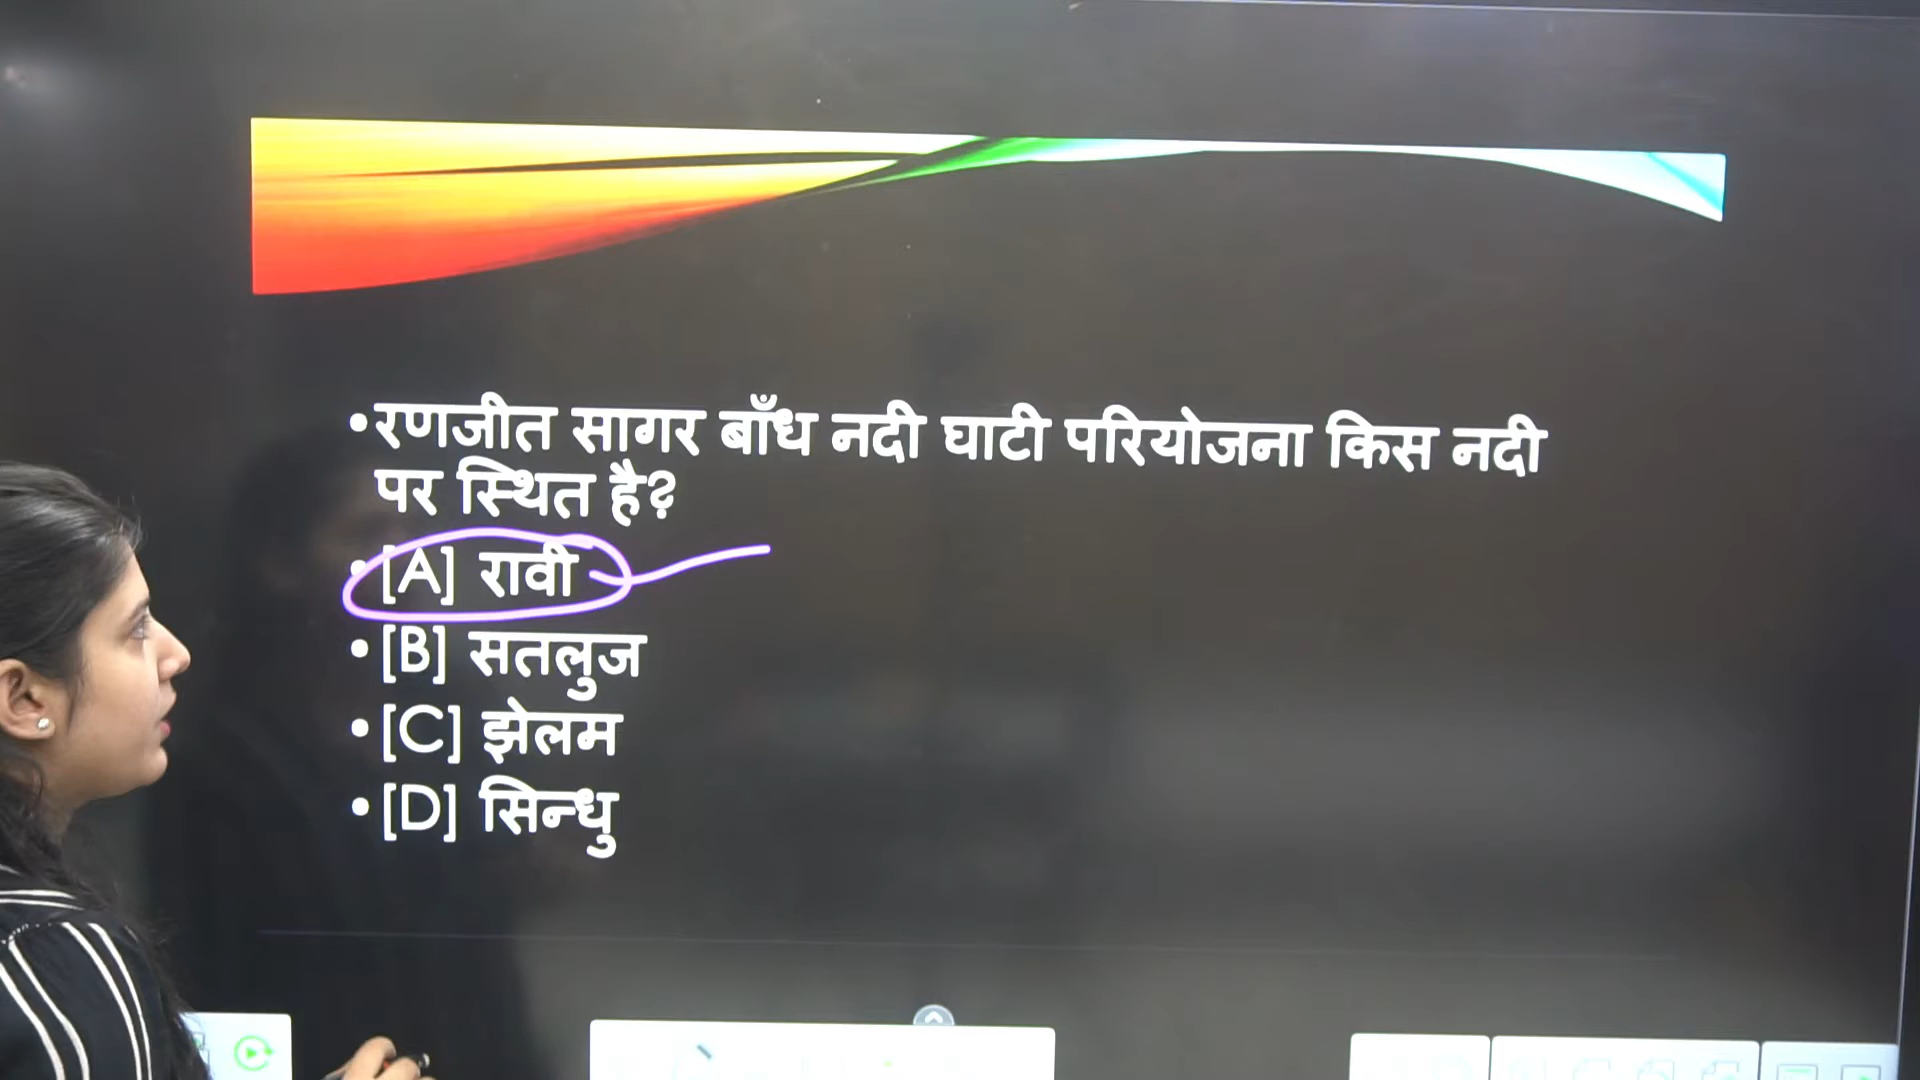 •रणजीत सागर बाँध नदी घाटी परियोजना किस नदी
पर स्थित है?
•[A] रावी
•[B] सतलुज
•[C] झेलम
•[D] सिन्धु